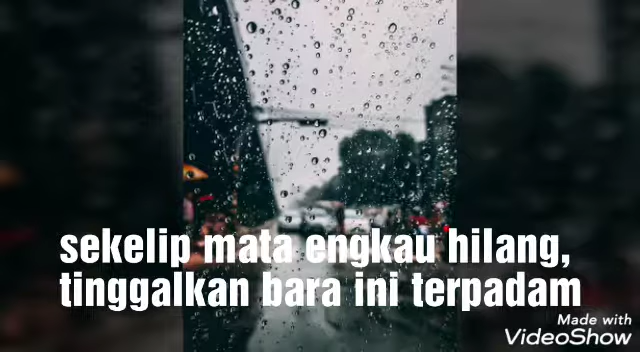 sekelip mata engkau hilang,
tinggalkan bara ini terpadam
Made with
VideoShow